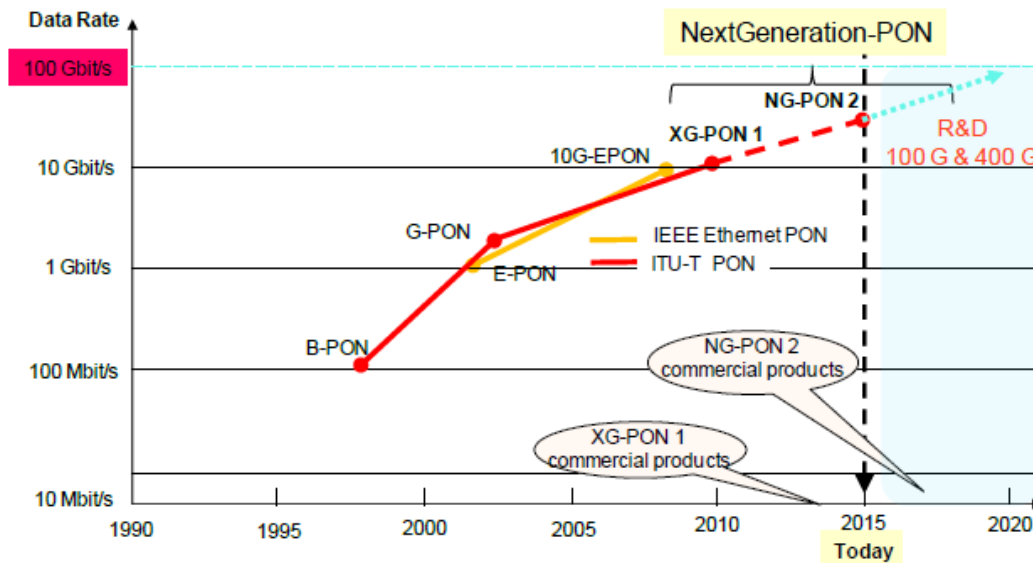 Data Rate
NextGeneration-PON
100 Gbit/s
NG-PON 2
XG-PON 1
R&D
100 G & 400 G
10G-EPON
10 Gbit/s
G-PON
IEEE Ethernet PON
ITU-T PON
E-PON
1 Gbit/s
B-PON
NG-PON 2
commercial products
100 Mbit/s
XG-PON 1
commercial products
10 Mbit/s
1990 1995 2000 2005 2010 2015 2020
Today